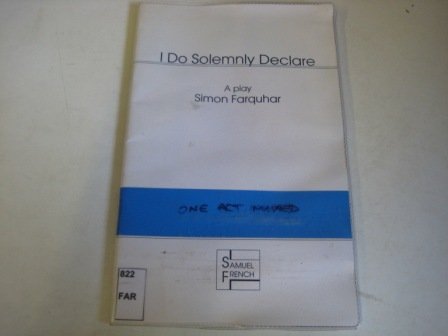 I Do Solemnly Declare
A play
Simon Farquhar
ONE ACT MIXED
SAMUEL
FRENCH
822
FAR